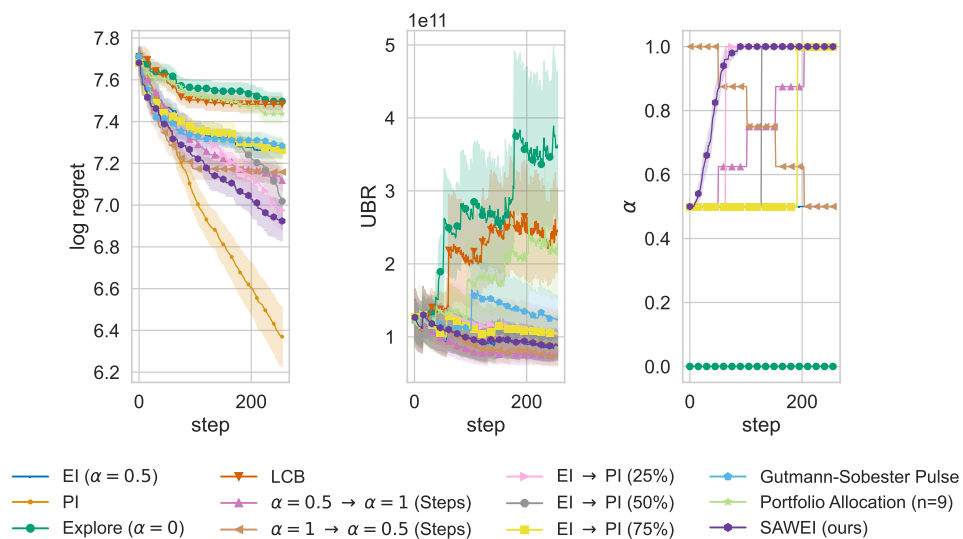 1e11
7.8
7.6
7.4
7.2
7.0
6.8
6.6
6.4
6.2
log regret
0
200
step
5
4
3
2
1
UBR
0
200
step
1.0
0.8
0.6
0.4
0.2
0.0
α
0
200
step
EI (α = 0.5)
PI
Explore (α = 0)
LCB
α = 0.5 → α = 1 (Steps)
α = 1 → α = 0.5 (Steps)
EI → PI (25%)
EI → PI (50%)
EI → PI (75%)
Gutmann-Sobester Pulse
Portfolio Allocation (n=9)
SAWEI (ours)